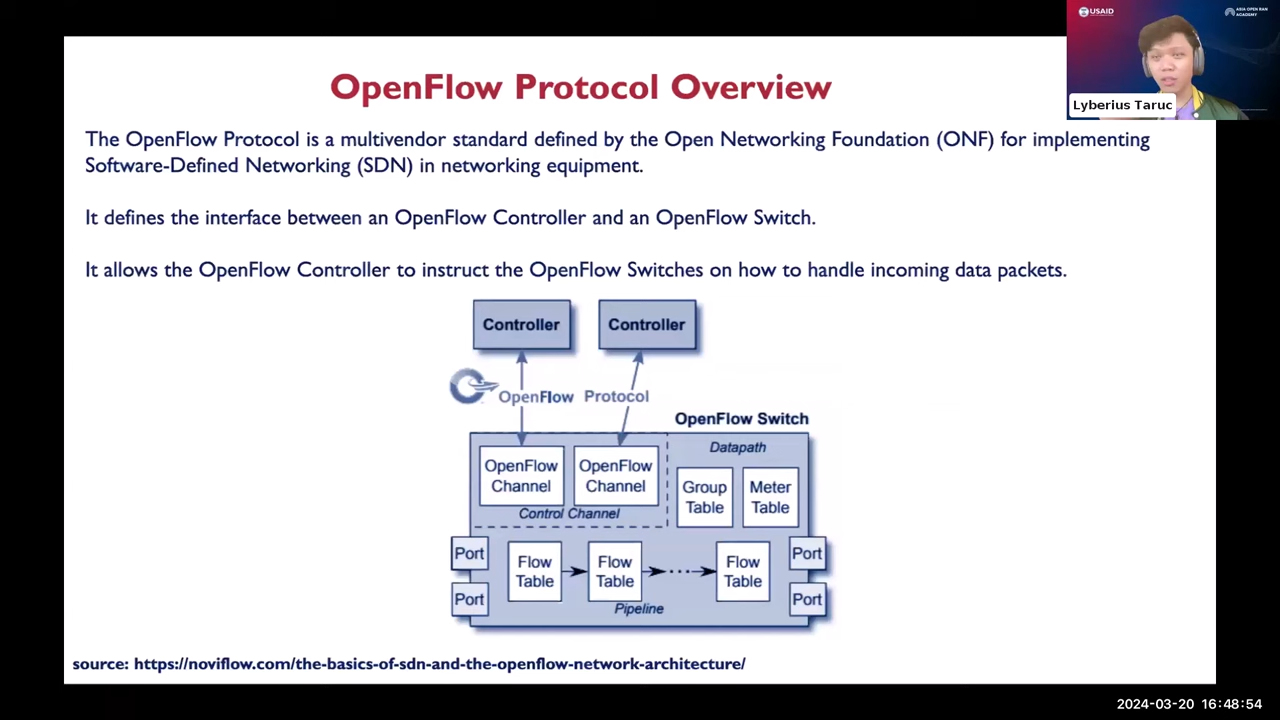 USAID
ASIA OPEN RAN
ACADEMY
Lyberius Taruc
OpenFlow Protocol Overview
The OpenFlow Protocol is a multivendor standard defined by the Open Networking Foundation (ONF) for implementing
Software-Defined Networking (SDN) in networking equipment.
It defines the interface between an OpenFlow Controller and an OpenFlow Switch.
It allows the OpenFlow Controller to instruct the OpenFlow Switches on how to handle incoming data packets.
Controller
Controller
OpenFlow Protocol
OpenFlow Switch
Datapath
OpenFlow
Channel
OpenFlow
Channel
Control Channel
Group
Table
Meter
Table
Port
Port
Flow
Table
Flow
Table
...
Flow
Table
Pipeline
Port
Port
source: https://noviflow.com/the-basics-of-sdn-and-the-openflow-network-architecture/
2024-03-20 16:48:54